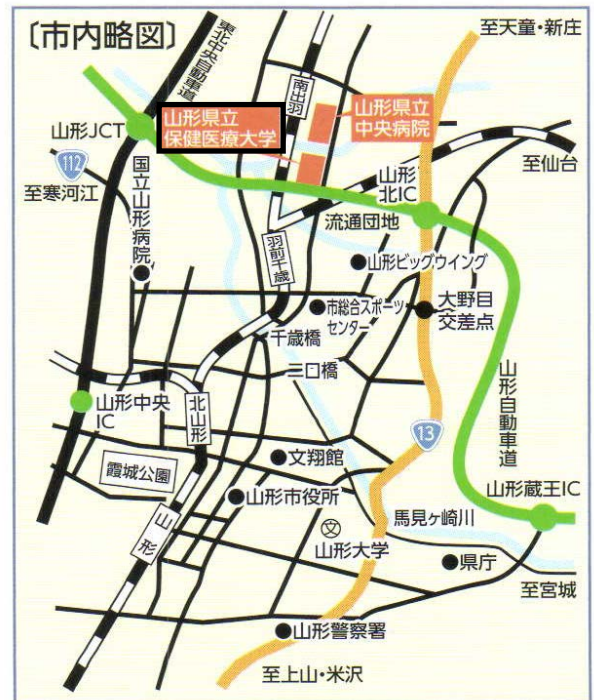 〔市内略図〕
東北中央自動車道
至天童・新庄
南出羽
山形県立
保健医療大学
山形県立
中央病院
山形JCT
112
至寒河江
国立山形病院
山形
北IC
至仙台
流通団地
羽前千歳
山形ビッグウイング
市総合スポーツ
センター
大野目
交差点
千歳橋
三口橋
山形自動車道
山形中央
IC
北山形
13
霞城公園
文翔館
山形市役所
山形蔵王IC
馬見ヶ崎川
文
山形大学
山形
県庁
至宮城
山形警察署
至上山・米沢